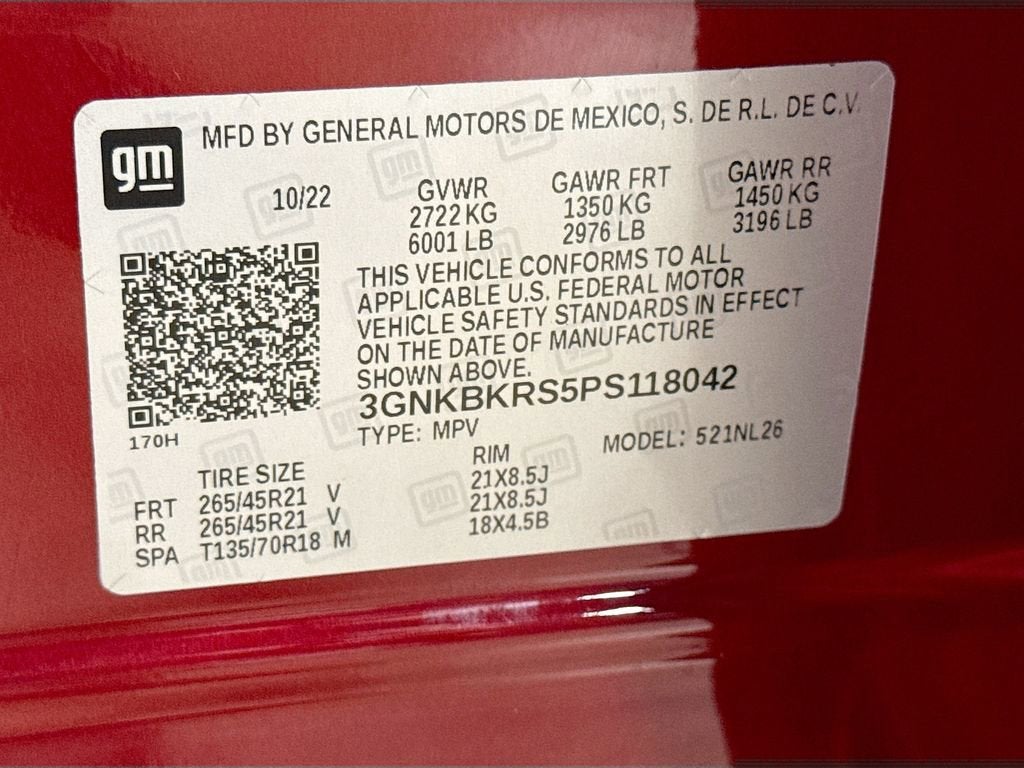 gm
MFD BY GENERAL MOTORS DE MEXICO, S. DE R.L. DE C.V.
10/22 GVWR GAWR FRT GAWR RR
2722 KG 1350 KG 1450 KG
6001 LB 2976 LB 3196 LB
THIS VEHICLE CONFORMS TO ALL
APPLICABLE U.S. FEDERAL MOTOR
VEHICLE SAFETY STANDARDS IN EFFECT
ON THE DATE OF MANUFACTURE
SHOWN ABOVE.
3GNKBKRS5PS118042
170H
TYPE: MPV MODEL: 521NL26
TIRE SIZE RIM
FRT 265/45R21 V 21X8.5J
RR 265/45R21 V 21X8.5J
SPA T135/70R18 M 18X4.5B